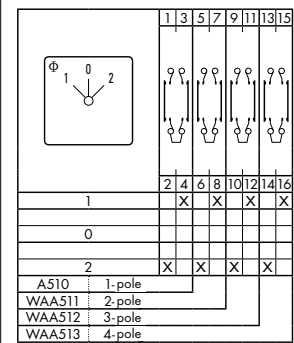 1 3 5 7 9 11 13 15
Φ
1 0 2
2 4 6 8 10 12 14 16
1 X X X X
0
2 X X X X
A510 1-pole
WAA511 2-pole
WAA512 3-pole
WAA513 4-pole